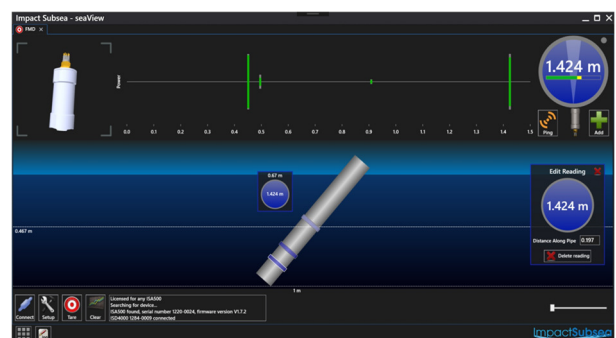 Impact Subsea - seaView
FMD ×
Power
0.0 0.1 0.2 0.3 0.4 0.5 0.6 0.7 0.8 0.9 1.0 1.1 1.2 1.3 1.4 1.5
1.424 m
Ping
Add
0.67 m
1.424 m
0.467 m
1 m
Edit Reading
1.424 m
Distance Along Pipe 0.197
Delete reading
Connect
Setup
Tare
Clear
Licensed for any ISA500
Searching for device...
ISA500 found, serial number 1220-0024, firmware version V1.7.2
ISD4000 1284-0009 connected
ImpactSubsea